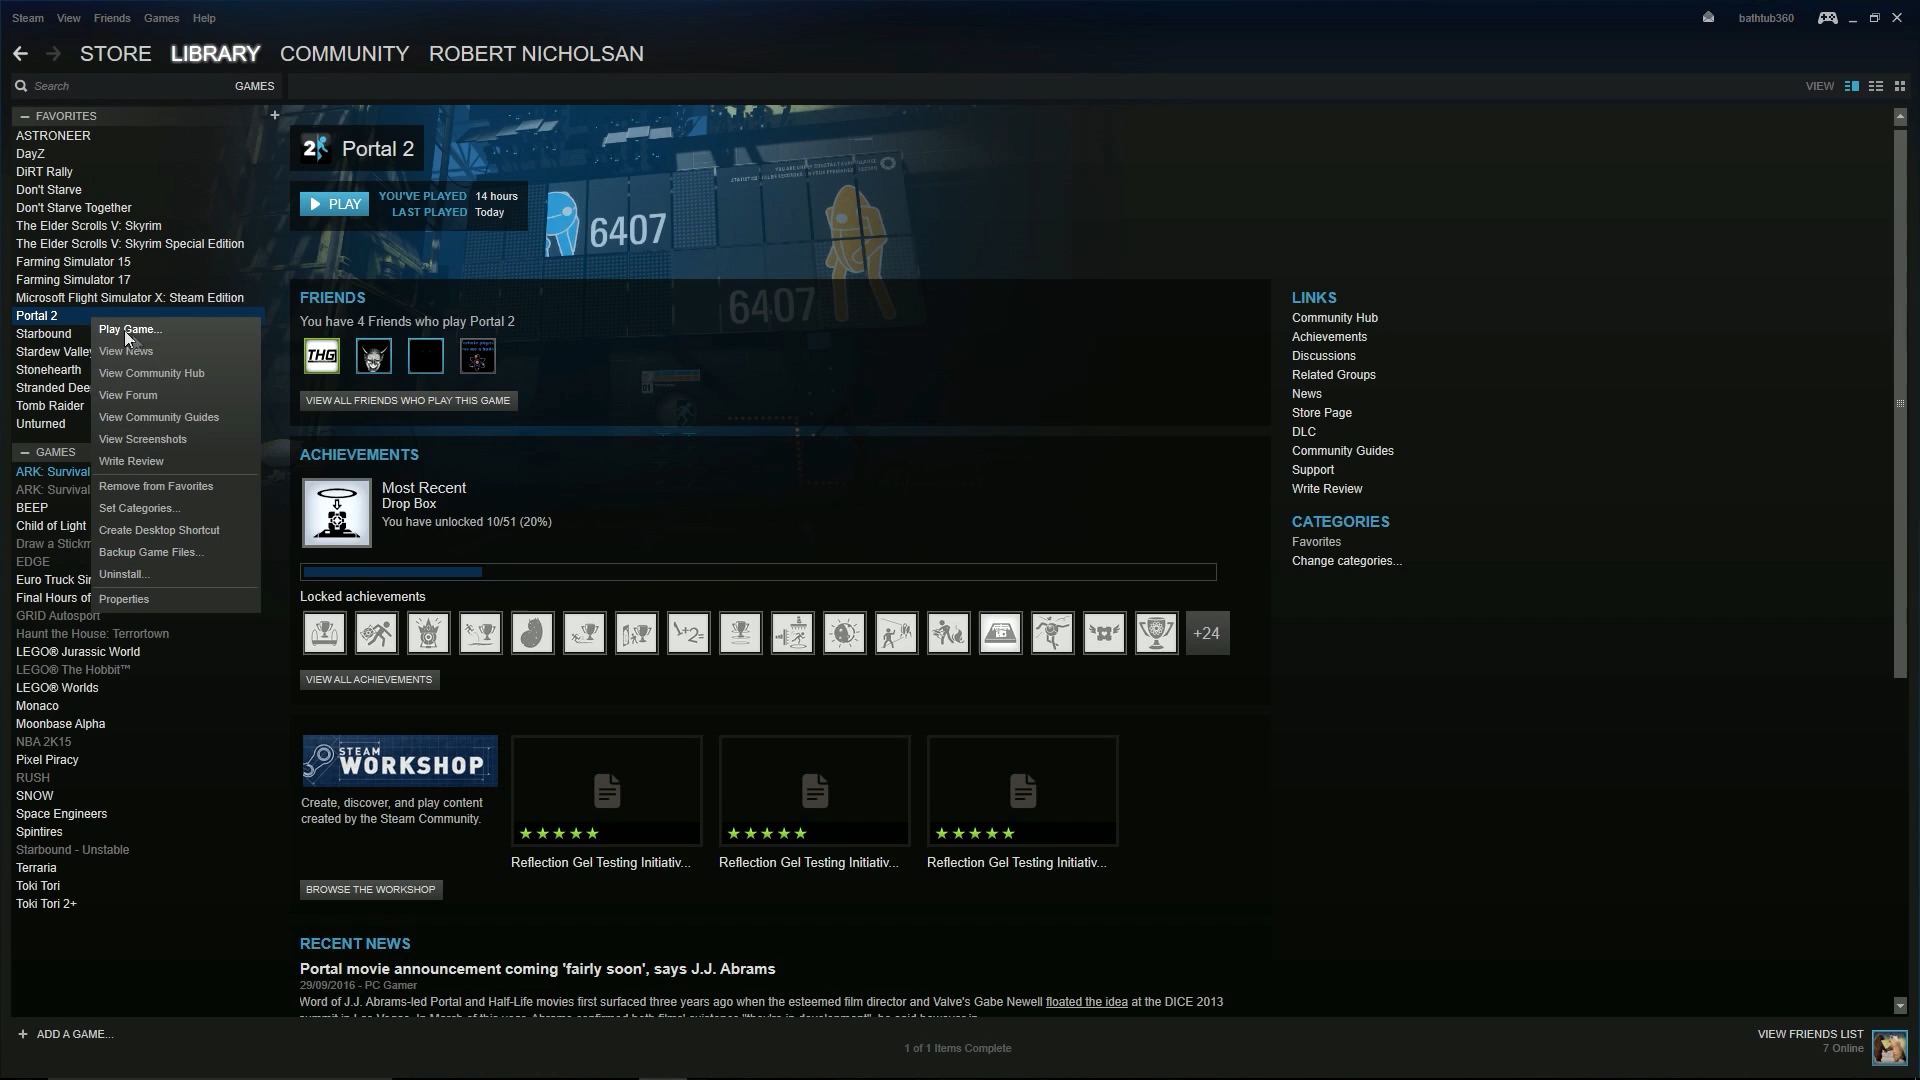 Steam View Friends Games Help
bathtub360
STORE LIBRARY COMMUNITY ROBERT NICHOLSAN
Search GAMES
VIEW
— FAVORITES +
ASTRONEER
DayZ
DiRT Rally
Don't Starve
Don't Starve Together
The Elder Scrolls V: Skyrim
The Elder Scrolls V: Skyrim Special Edition
Farming Simulator 15
Farming Simulator 17
Microsoft Flight Simulator X: Steam Edition
Portal 2
Starbound
Stardew Valley
Stonehearth
Stranded Dee
Tomb Raider
Unturned
— GAMES
ARK: Survival
ARK: Survival
BEEP
Child of Light
Draw a Stickm
EDGE
Euro Truck Sir
Final Hours of
GRID Autosport
Haunt the House: Terrortown
LEGO® Jurassic World
LEGO® The Hobbit™
LEGO® Worlds
Monaco
Moonbase Alpha
NBA 2K15
Pixel Piracy
RUSH
SNOW
Space Engineers
Spintires
Starbound - Unstable
Terraria
Toki Tori
Toki Tori 2+
Play Game...
View News
View Community Hub
View Forum
View Community Guides
View Screenshots
Write Review
Remove from Favorites
Set Categories...
Create Desktop Shortcut
Backup Game Files...
Uninstall...
Properties
2 Portal 2
PLAY
YOU'VE PLAYED 14 hours
LAST PLAYED Today
6407
6407
FRIENDS
You have 4 Friends who play Portal 2
THG
VIEW ALL FRIENDS WHO PLAY THIS GAME
ACHIEVEMENTS
Most Recent
Drop Box
You have unlocked 10/51 (20%)
Locked achievements
1+2=
+24
VIEW ALL ACHIEVEMENTS
STEAM
WORKSHOP
Create, discover, and play content
created by the Steam Community.
Reflection Gel Testing Initiativ...
Reflection Gel Testing Initiativ...
Reflection Gel Testing Initiativ...
BROWSE THE WORKSHOP
RECENT NEWS
Portal movie announcement coming 'fairly soon', says J.J. Abrams
29/09/2016 - PC Gamer
Word of J.J. Abrams-led Portal and Half-Life movies first surfaced three years ago when the esteemed film director and Valve's Gabe Newell floated the idea at the DICE 2013
LINKS
Community Hub
Achievements
Discussions
Related Groups
News
Store Page
DLC
Community Guides
Support
Write Review
CATEGORIES
Favorites
Change categories...
+ ADD A GAME...
1 of 1 Items Complete
VIEW FRIENDS LIST
7 Online